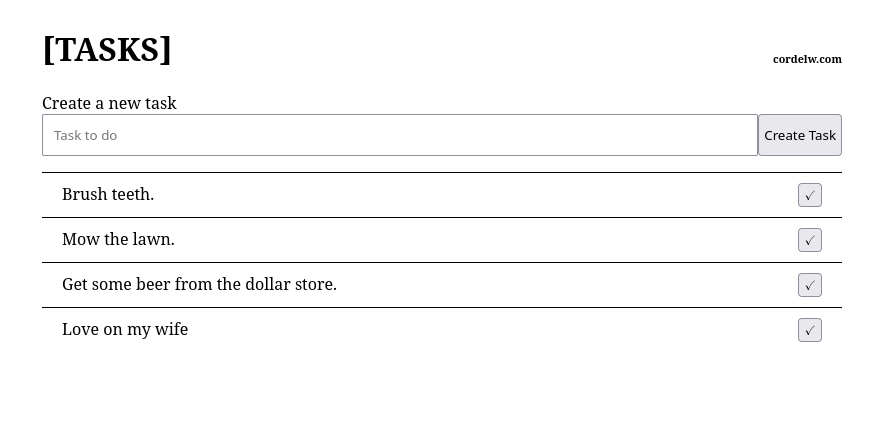 [TASKS]
cordelw.com
Create a new task
Task to do
Create Task
Brush teeth. ✓
Mow the lawn. ✓
Get some beer from the dollar store. ✓
Love on my wife ✓